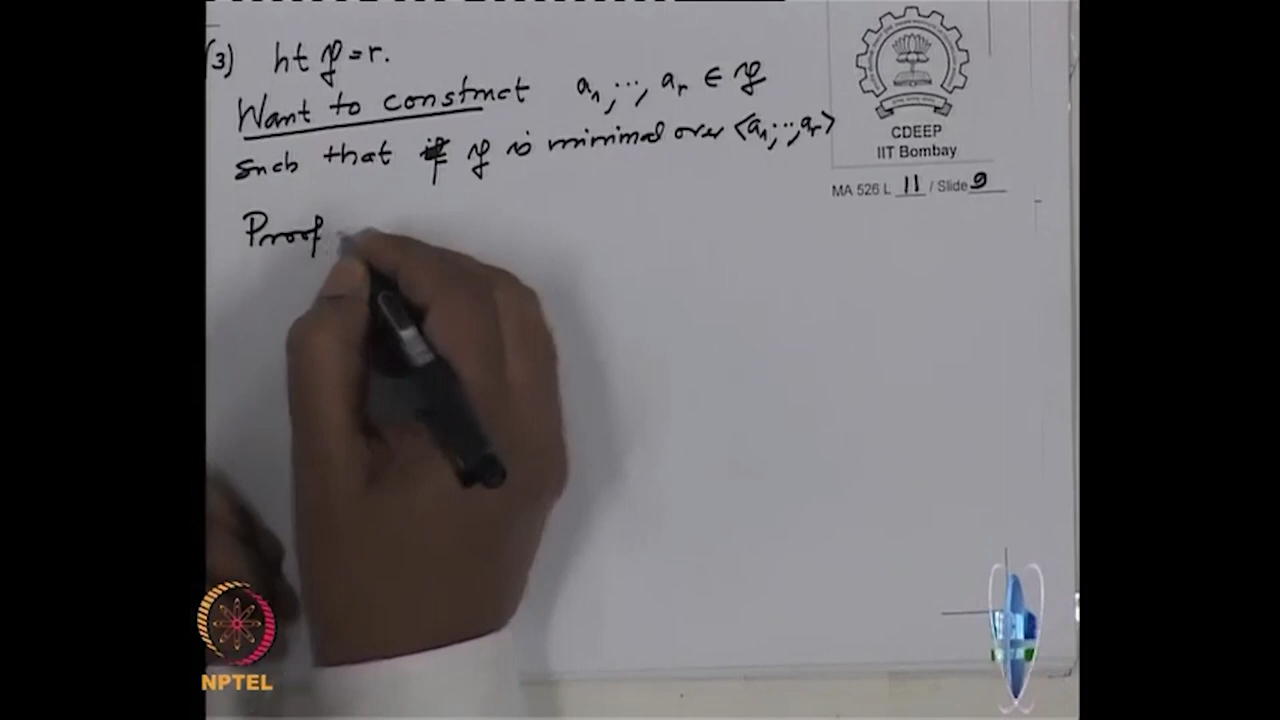 (3) ht 𝔭 = r.
Want to construct a₁, ..., aᵣ ∈ 𝔭
such that 𝔭 is minimal over <a₁, ..., aᵣ>
Proof
CDEEP
IIT Bombay
MA 526 L 11 / Slide 9
NPTEL